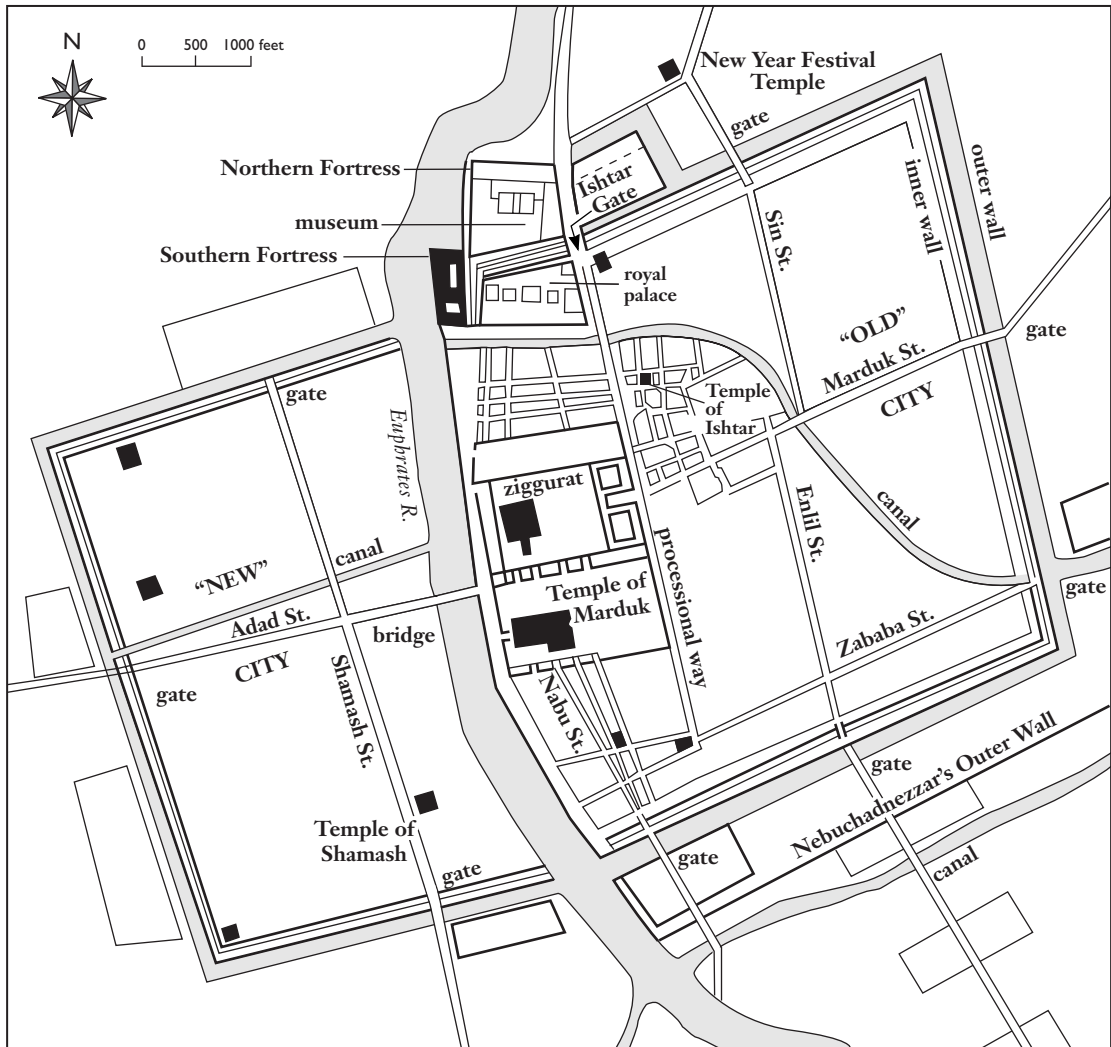 N
0 500 1000 feet
New Year Festival
Temple
gate
Northern Fortress
Ishtar
Gate
museum
Southern Fortress
inner wall
outer wall
Sin St.
royal
palace
"OLD"
Marduk St.
CITY
gate
gate
Temple
of
Ishtar
Euphrates R.
ziggurat
Enlil St.
canal
processional way
canal
"NEW"
Adad St.
CITY
Temple of
Marduk
bridge
gate
Zababa St.
gate
Shamash St.
Nabu St.
gate
Nebuchadnezzar's Outer Wall
Temple of
Shamash
gate
gate
canal